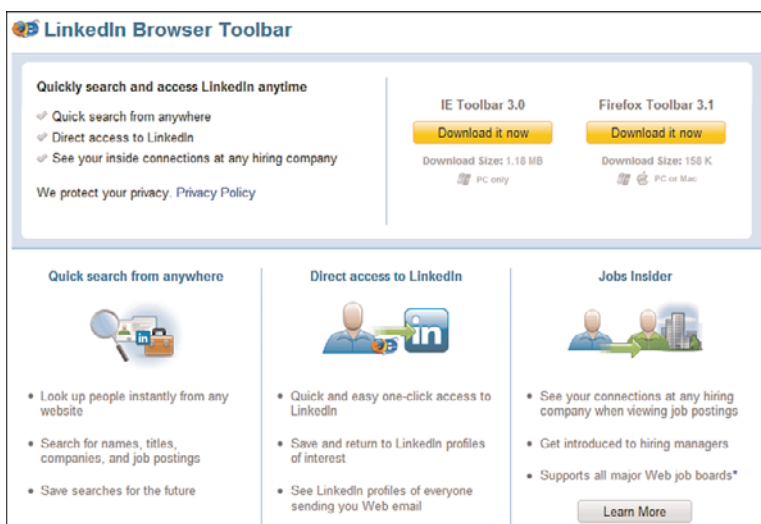 LinkedIn Browser Toolbar
Quickly search and access LinkedIn anytime
Quick search from anywhere
Direct access to LinkedIn
See your inside connections at any hiring company
We protect your privacy. Privacy Policy
IE Toolbar 3.0
Download it now
Download Size: 1.18 MB
PC only
Firefox Toolbar 3.1
Download it now
Download Size: 158 K
PC or Mac
Quick search from anywhere
in
Look up people instantly from any
website
Search for names, titles,
companies, and job postings
Save searches for the future
Direct access to LinkedIn
in
Quick and easy one-click access to
LinkedIn
Save and return to LinkedIn profiles
of interest
See LinkedIn profiles of everyone
sending you Web email
Jobs Insider
See your connections at any hiring
company when viewing job postings
Get introduced to hiring managers
Supports all major Web job boards*
Learn More